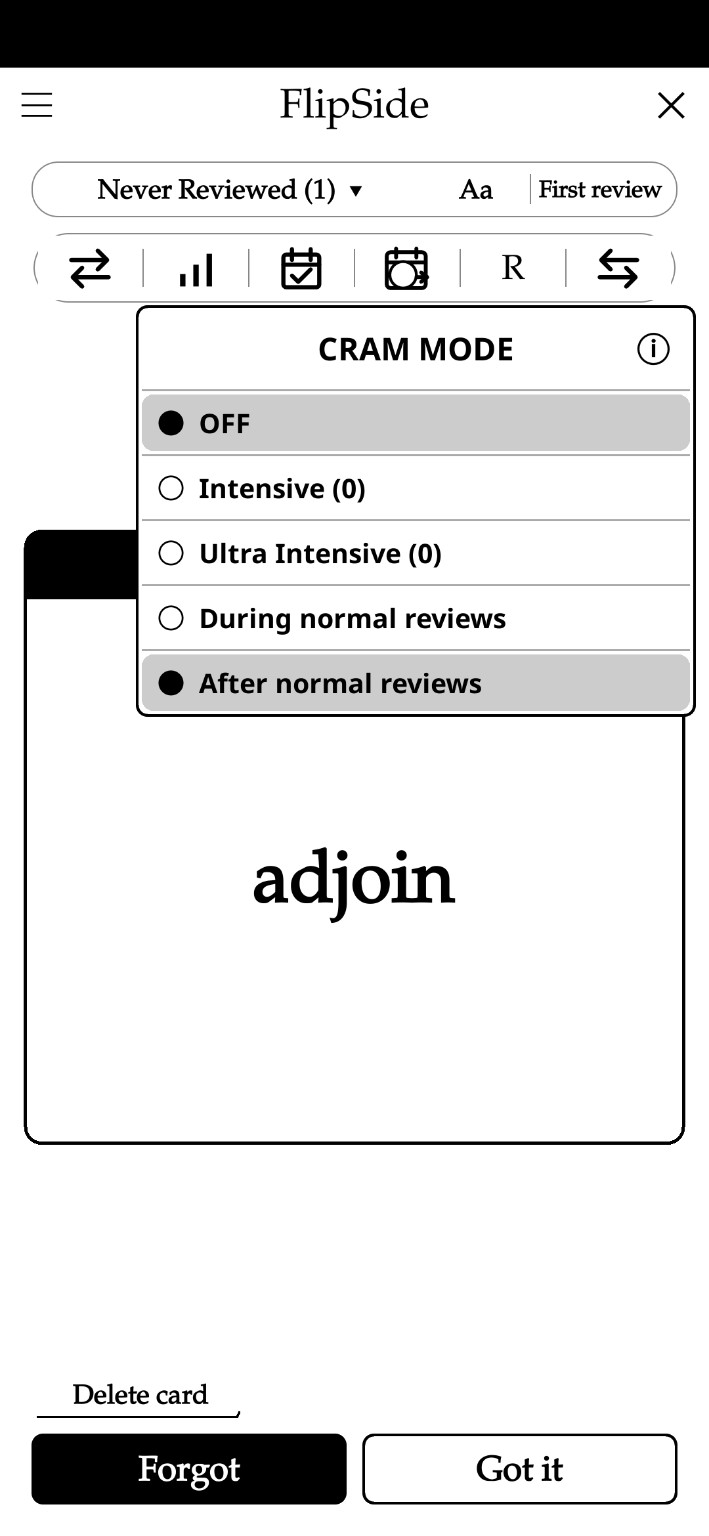 FlipSide
Never Reviewed (1) ▼ Aa First review
R
CRAM MODE
OFF
Intensive (0)
Ultra Intensive (0)
During normal reviews
After normal reviews
adjoin
Delete card
Forgot Got it